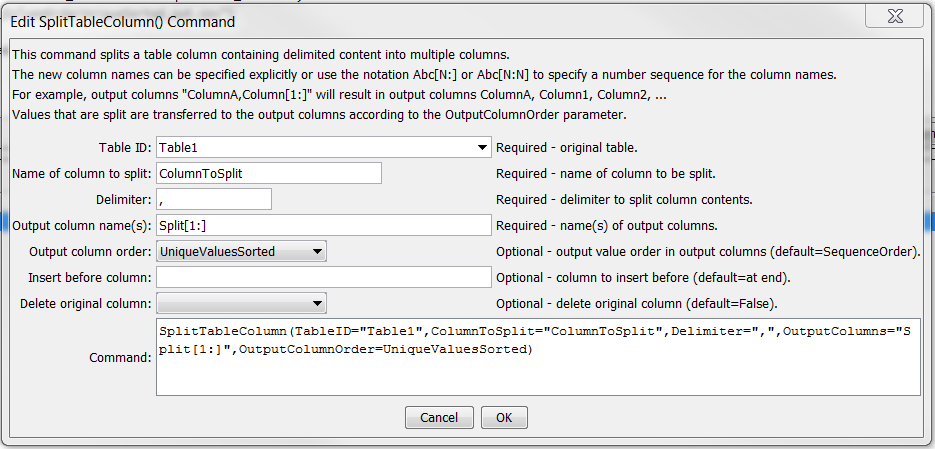 Edit SplitTableColumn() Command
This command splits a table column containing delimited content into multiple columns.
The new column names can be specified explicitly or use the notation Abc[N:] or Abc[N:N] to specify a number sequence for the column names.
For example, output columns "ColumnA,Column[1:]" will result in output columns ColumnA, Column1, Column2, ...
Values that are split are transferred to the output columns according to the OutputColumnOrder parameter.
Table ID: Table1 Required - original table.
Name of column to split: ColumnToSplit Required - name of column to be split.
Delimiter: , Required - delimiter to split column contents.
Output column name(s): Split[1:] Required - name(s) of output columns.
Output column order: UniqueValuesSorted Optional - output value order in output columns (default=SequenceOrder).
Insert before column: Optional - column to insert before (default=at end).
Delete original column: Optional - delete original column (default=False).
Command: SplitTableColumn(TableID="Table1",ColumnToSplit="ColumnToSplit",Delimiter=",",OutputColumns="S
plit[1:]",OutputColumnOrder=UniqueValuesSorted)
Cancel OK